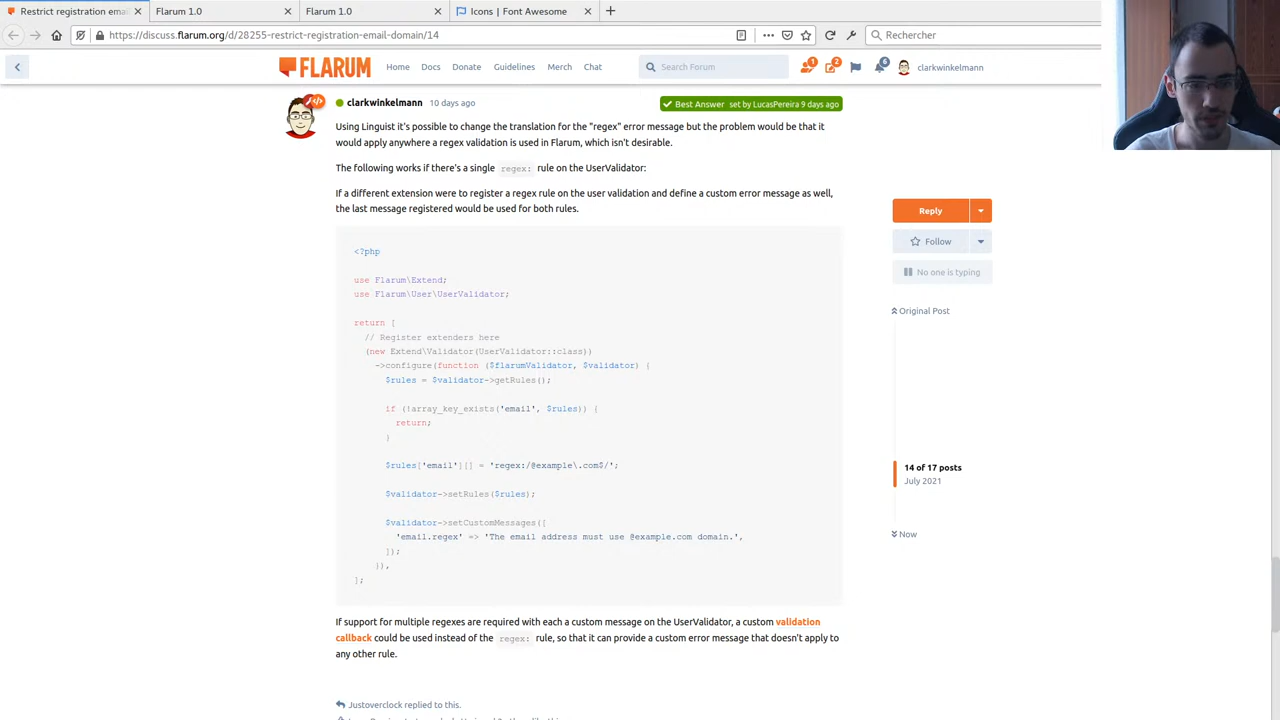 Restrict registration emai
Flarum 1.0
Flarum 1.0
Icons | Font Awesome
https://discuss.flarum.org/d/28255-restrict-registration-email-domain/14
Rechercher
FLARUM
Home
Docs
Donate
Guidelines
Merch
Chat
Search Forum
1
2
6
clarkwinkelmann
clarkwinkelmann
10 days ago
Best Answer set by LucasPereira 9 days ago
Using Linguist it's possible to change the translation for the "regex" error message but the problem would be that it
would apply anywhere a regex validation is used in Flarum, which isn't desirable.
The following works if there's a single regex: rule on the UserValidator:
If a different extension were to register a regex rule on the user validation and define a custom error message as well,
the last message registered would be used for both rules.
<?php
use Flarum\Extend;
use Flarum\User\UserValidator;
return [
// Register extenders here
(new Extend\Validator(UserValidator::class))
->configure(function ($flarumValidator, $validator) {
$rules = $validator->getRules();
if (!array_key_exists('email', $rules)) {
return;
}
$rules['email'][] = 'regex:/@example\.com$/';
$validator->setRules($rules);
$validator->setCustomMessages([
'email.regex' => 'The email address must use @example.com domain.',
]);
}),
];
If support for multiple regexes are required with each a custom message on the UserValidator, a custom validation
callback could be used instead of the regex: rule, so that it can provide a custom error message that doesn't apply to
any other rule.
Justoverclock replied to this.
Reply
Follow
No one is typing
Original Post
14 of 17 posts
July 2021
Now